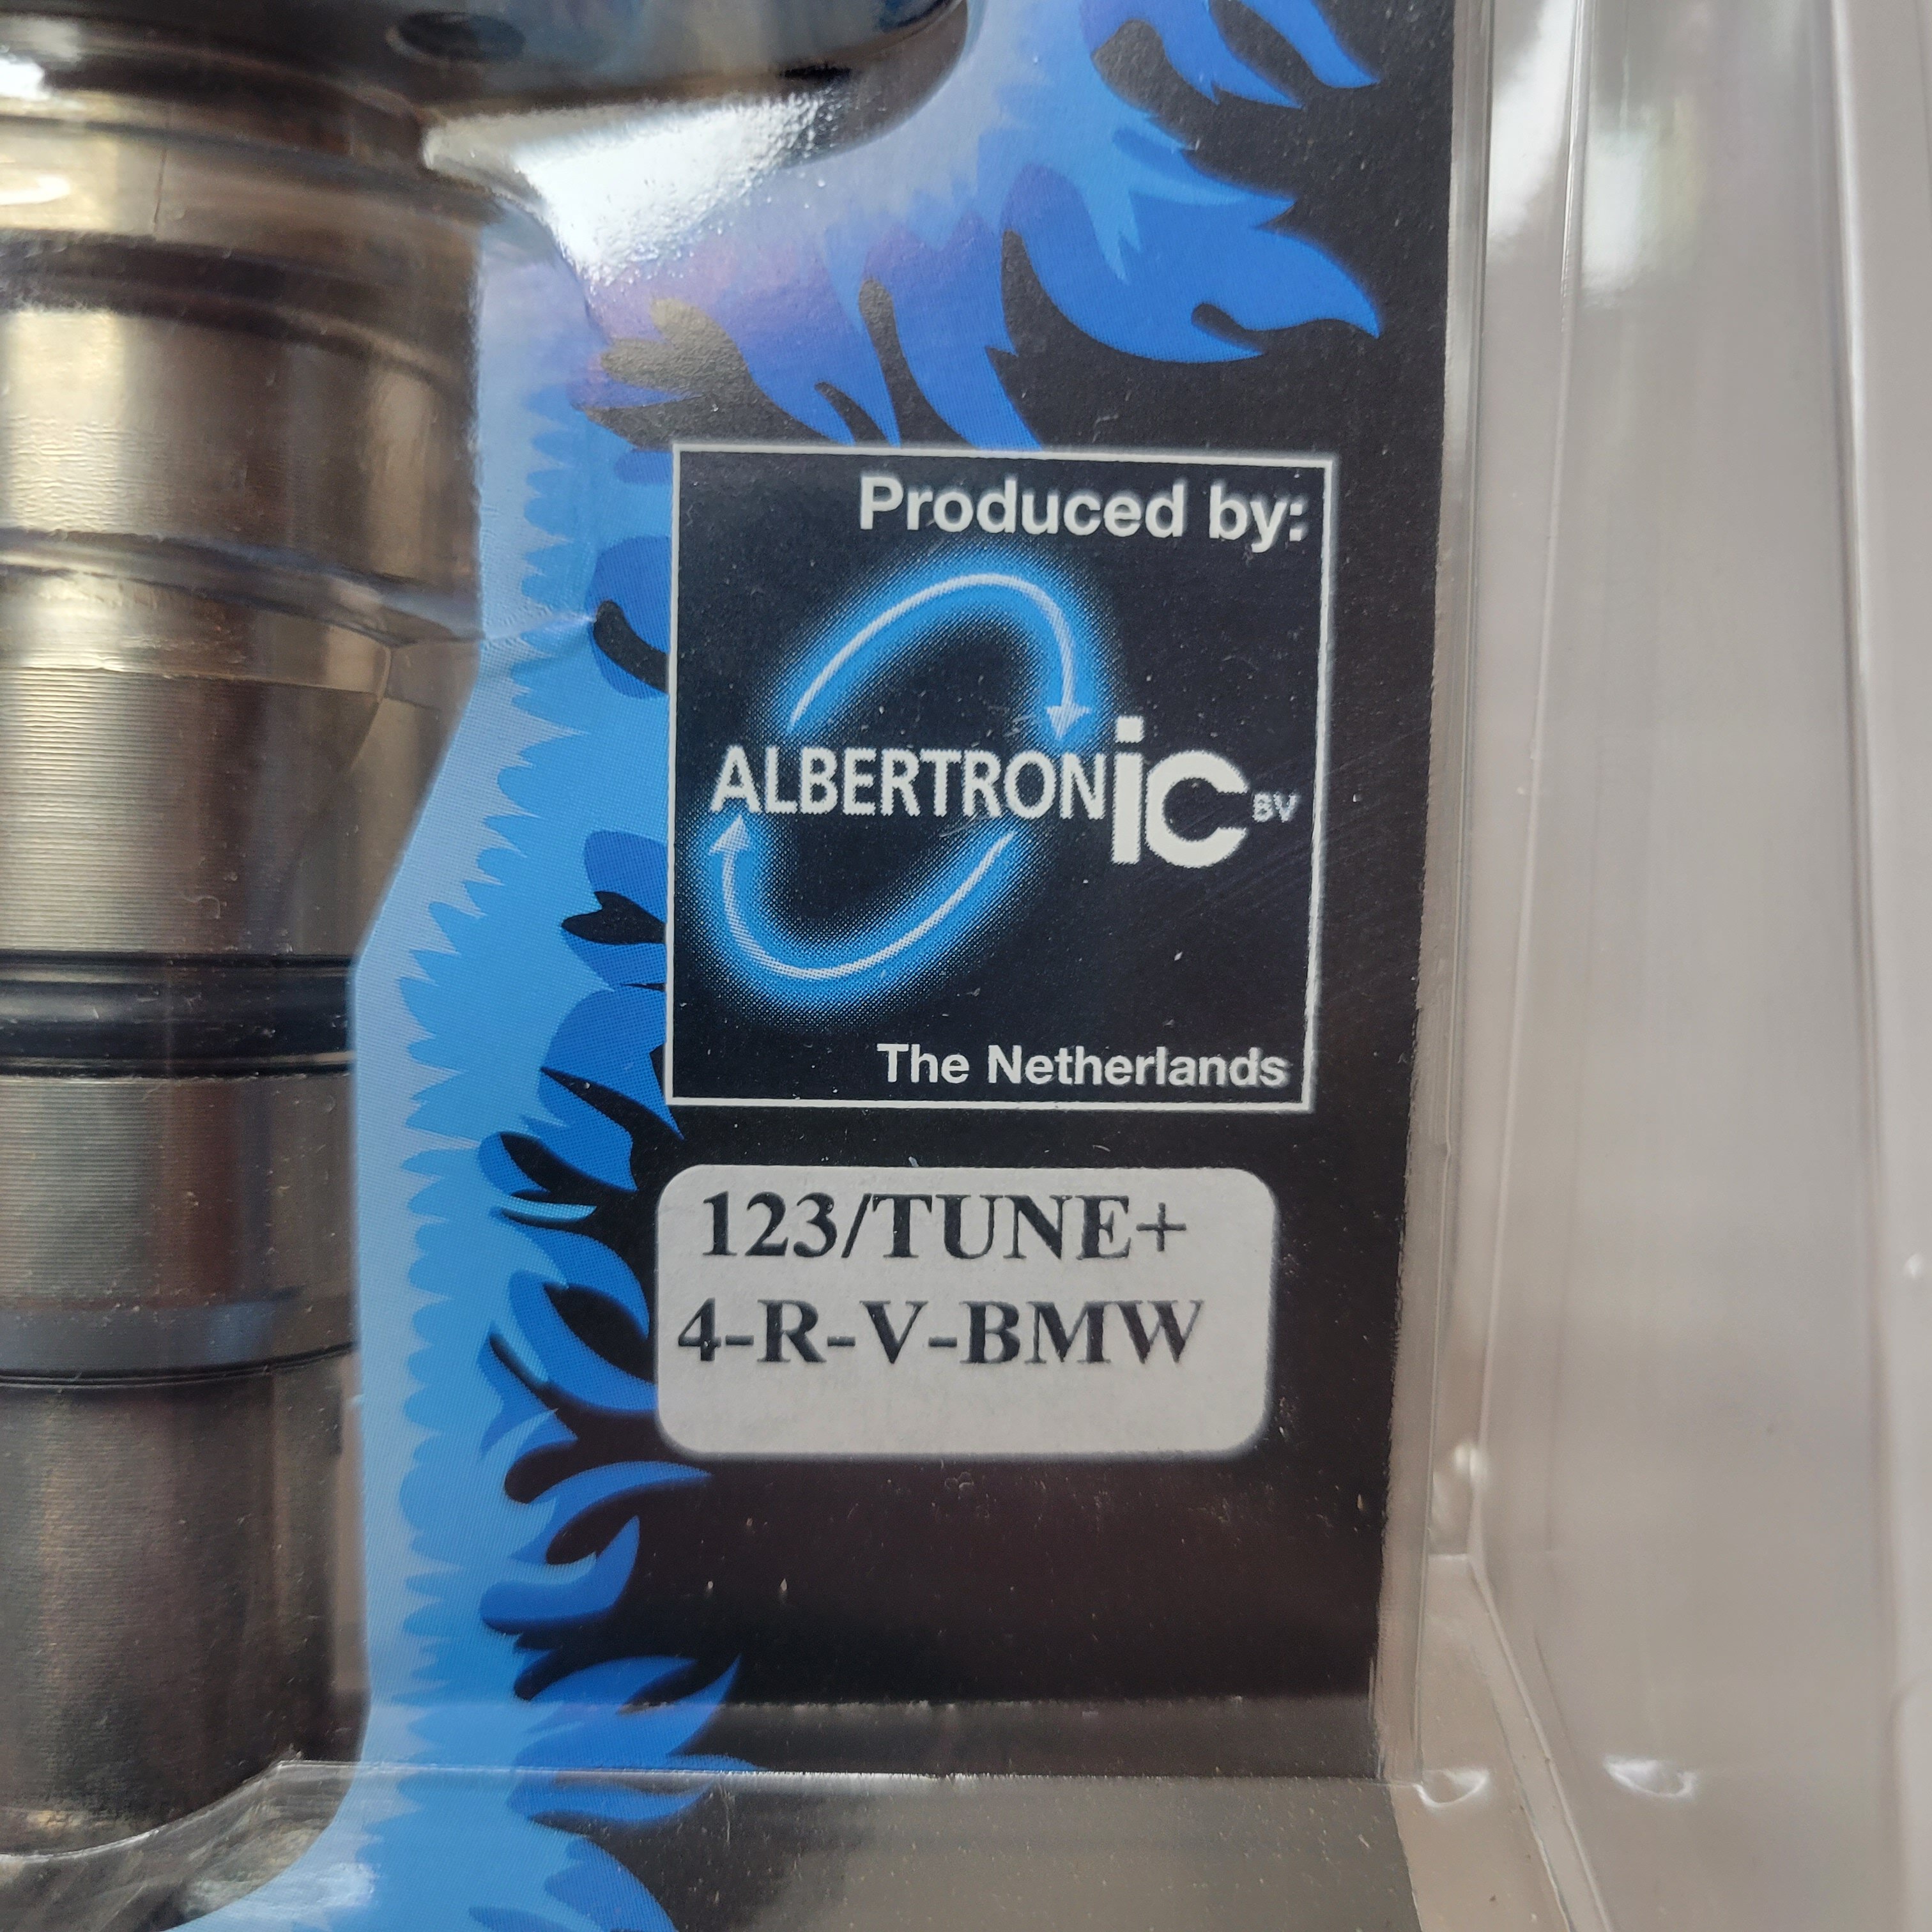 Produced by:
ALBERTRONiC BV
The Netherlands
123/TUNE+
4-R-V-BMW